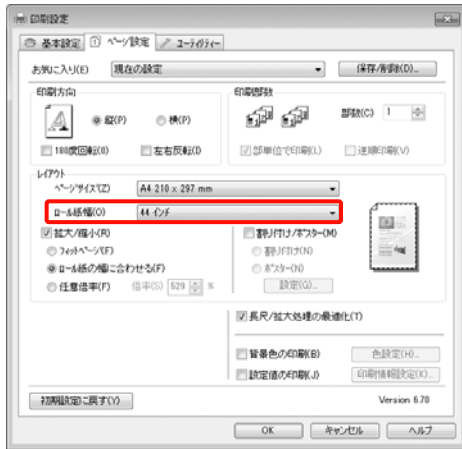 印刷設定
基本設定 ページ設定 ユーティリティー
お気に入り(E) 現在の設定 保存/削除(D)...
印刷方向 印刷部数
縦(P) 横(P) 部数(C) 1
180度回転(0) 左右反転(I) 部単位で印刷(L) 逆順印刷(V)
レイアウト
ページサイズ(Z) A4 210 x 297 mm
ロール紙幅(O) 44 インチ
拡大/縮小(R) 割り付け/ポスター(M)
フィットページ(F) 割り付け(N)
ロール紙の幅に合わせる(F) ポスター(N)
任意倍率(F) 倍率(S) 529 % 設定(G)...
長尺/拡大処理の最適化(T)
背景色の印刷(B) 色設定(H)...
設定値の印刷(J) 印刷情報設定(K)...
初期設定に戻す(Y) Version 6.70
OK キャンセル ヘルプ